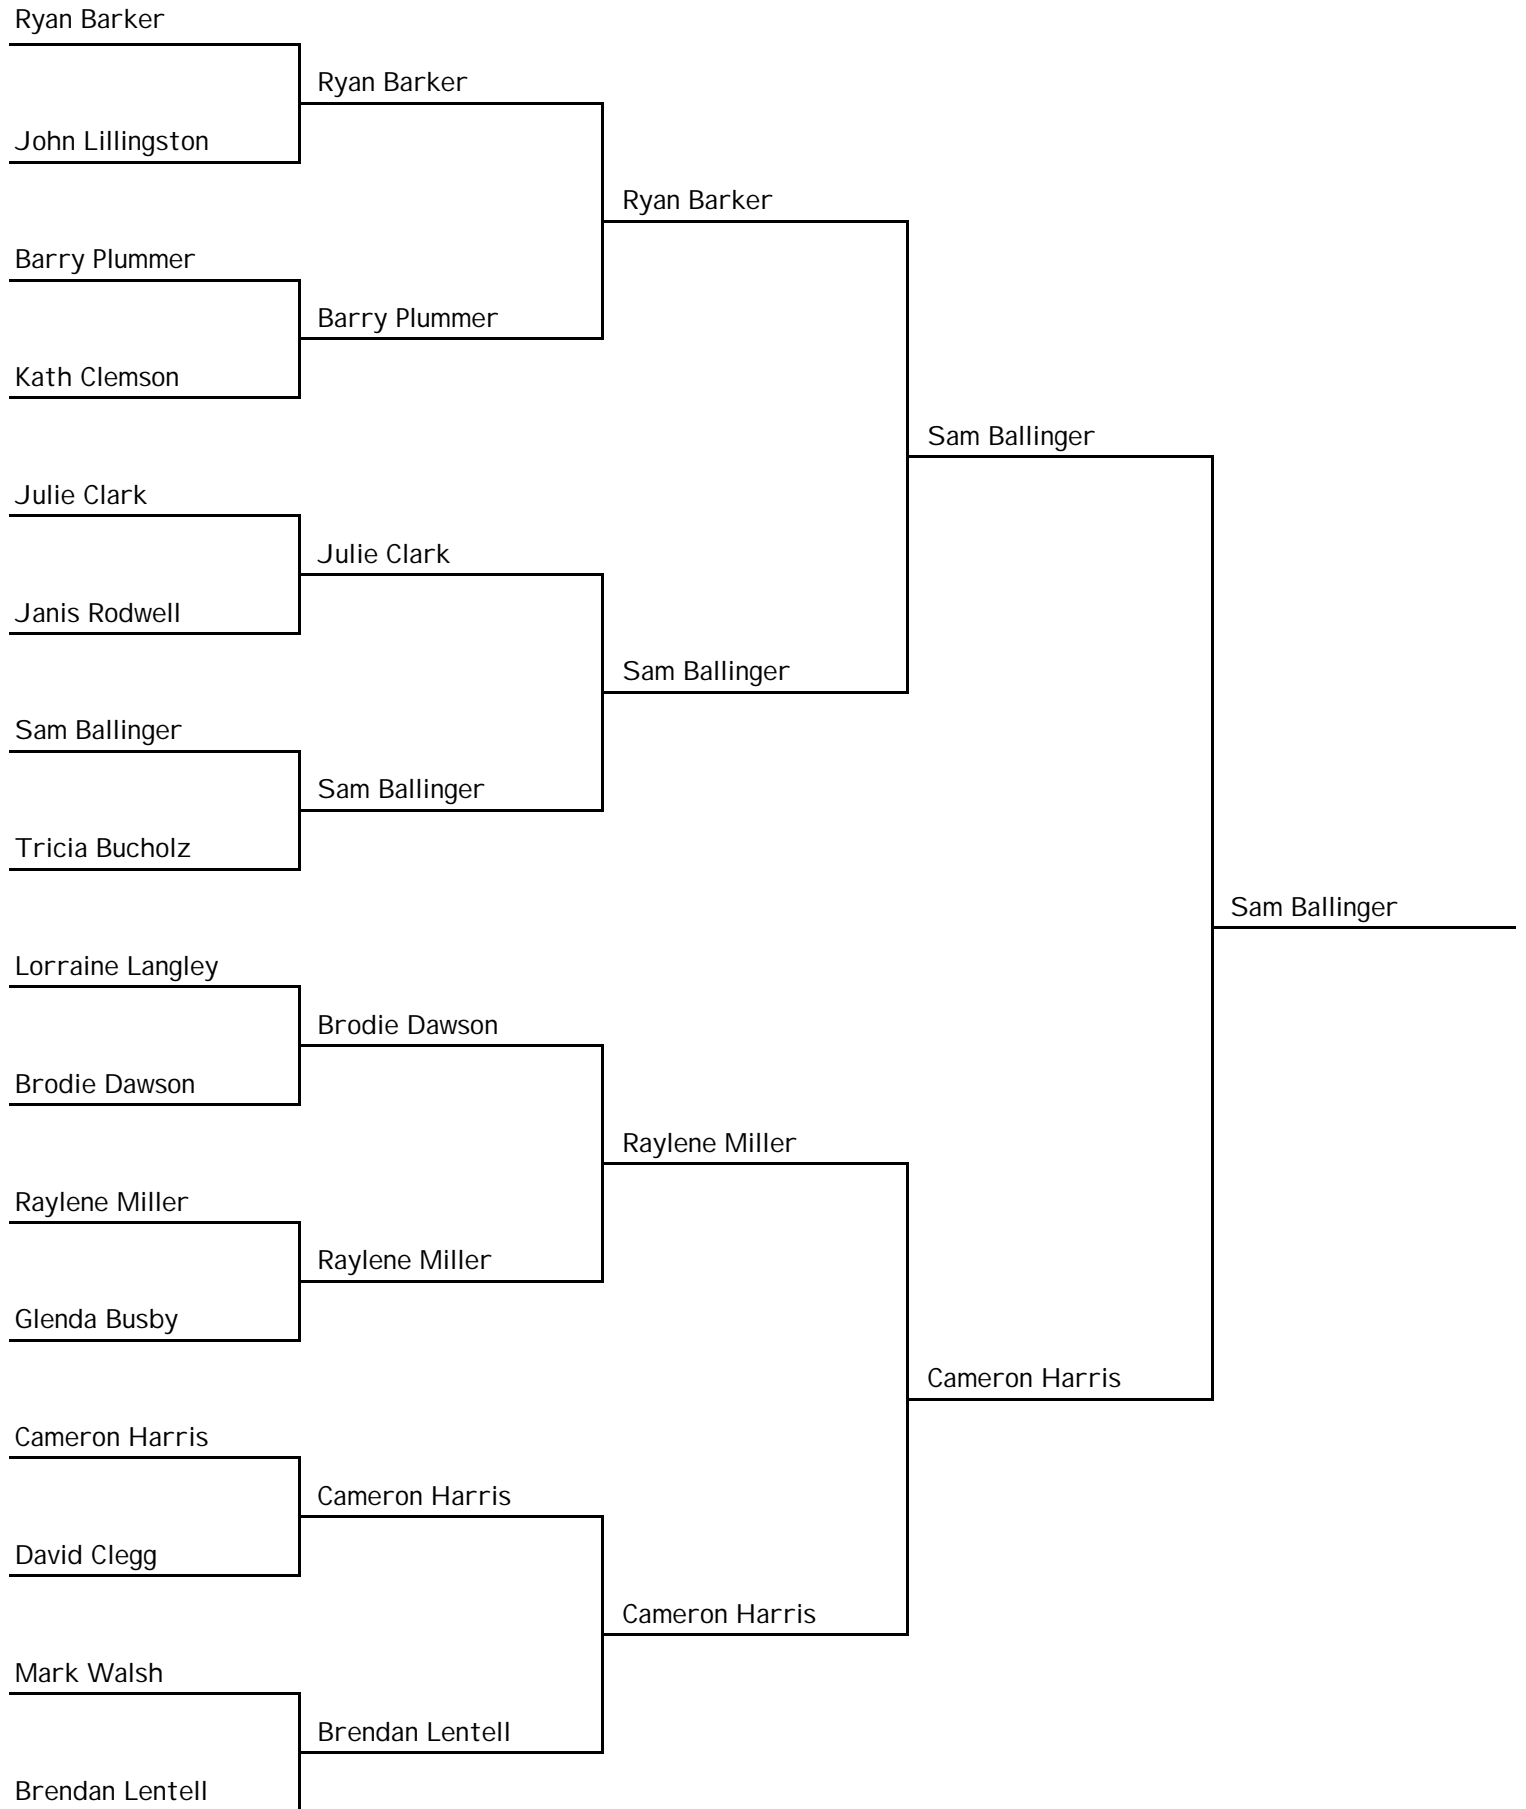 Ryan Barker
Ryan Barker
John Lillingston
Ryan Barker
Barry Plummer
Barry Plummer
Kath Clemson
Sam Ballinger
Julie Clark
Julie Clark
Janis Rodwell
Sam Ballinger
Sam Ballinger
Sam Ballinger
Tricia Bucholz
Sam Ballinger
Lorraine Langley
Brodie Dawson
Brodie Dawson
Raylene Miller
Raylene Miller
Raylene Miller
Glenda Busby
Cameron Harris
Cameron Harris
Cameron Harris
David Clegg
Cameron Harris
Mark Walsh
Brendan Lentell
Brendan Lentell